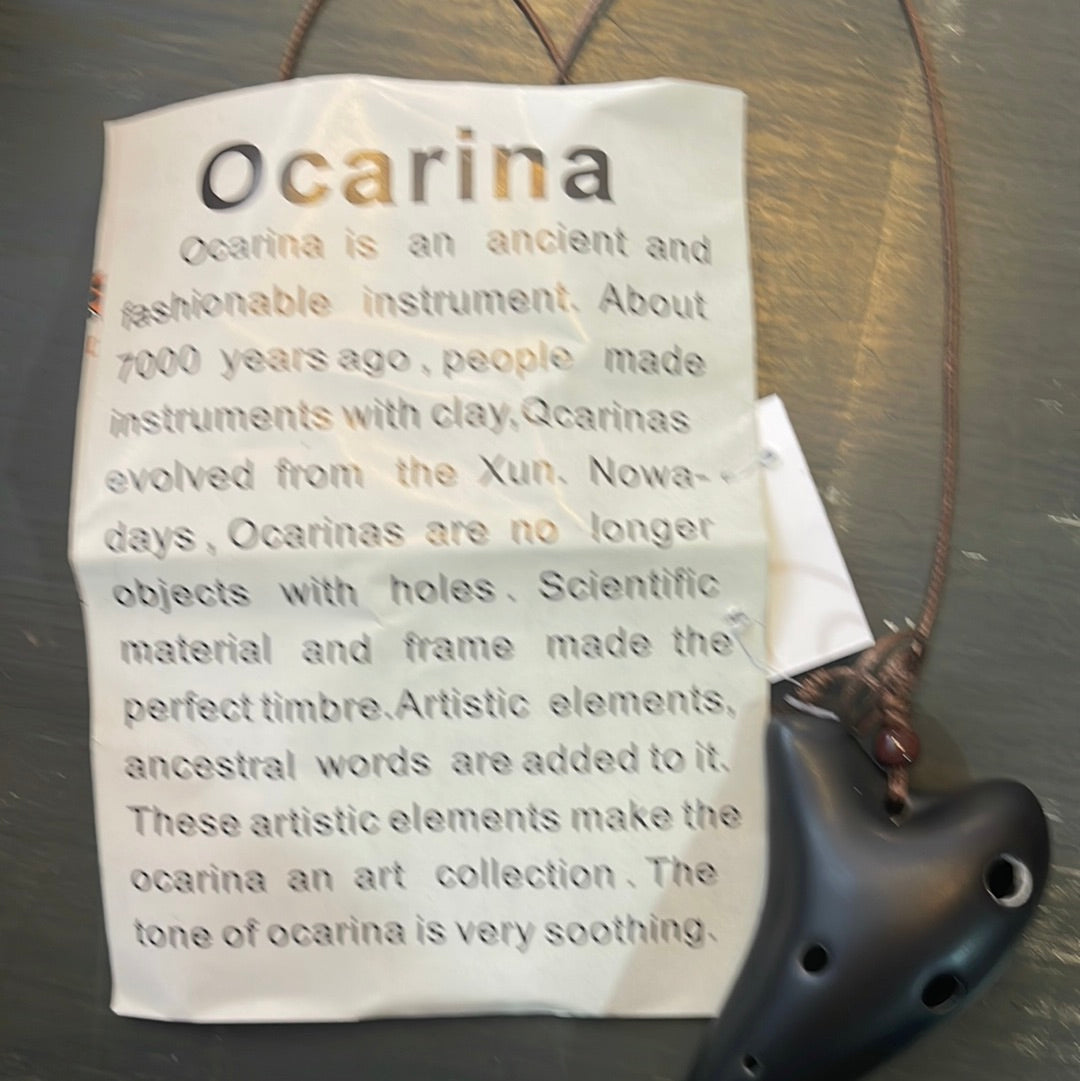 Ocarina
Ocarina is an ancient and
fashionable instrument. About
7000 years ago , people made
instruments with clay,Qcarinas
evolved from the Xun. Nowa-
days , Ocarinas are no longer
objects with holes . Scientific
material and frame made the
perfect timbre.Artistic elements,
ancestral words are added to it.
These artistic elements make the
ocarina an art collection . The
tone of ocarina is very soothing.